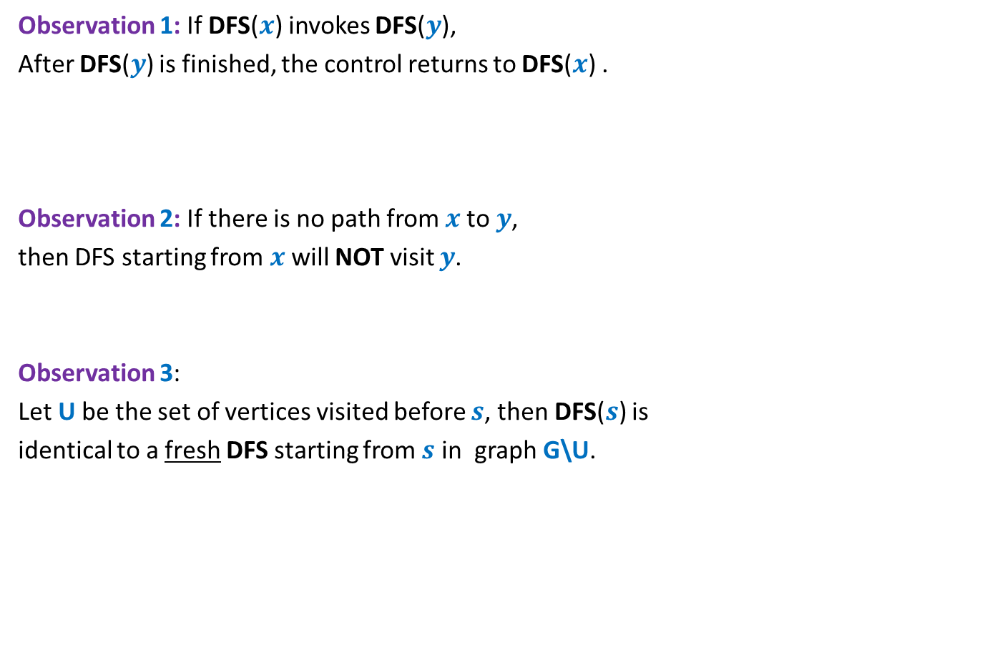 Observation 1: If DFS(x) invokes DFS(y),
After DFS(y) is finished, the control returns to DFS(x) .
Observation 2: If there is no path from x to y,
then DFS starting from x will NOT visit y.
Observation 3:
Let U be the set of vertices visited before s, then DFS(s) is
identical to a fresh DFS starting from s in graph G\U.